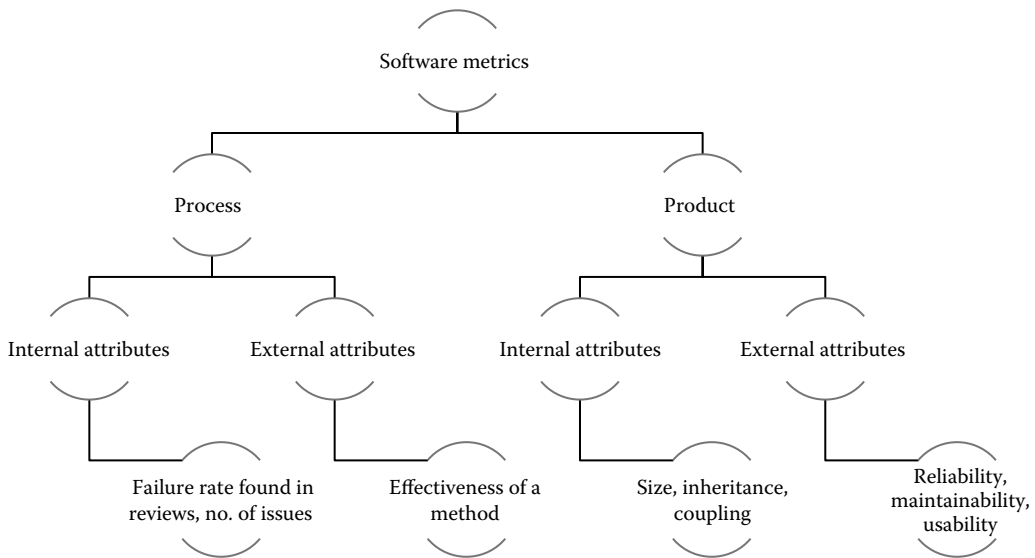 Software metrics
Process
Product
Internal attributes
External attributes
Internal attributes
External attributes
Failure rate found in
reviews, no. of issues
Effectiveness of a
method
Size, inheritance,
coupling
Reliability,
maintainability,
usability